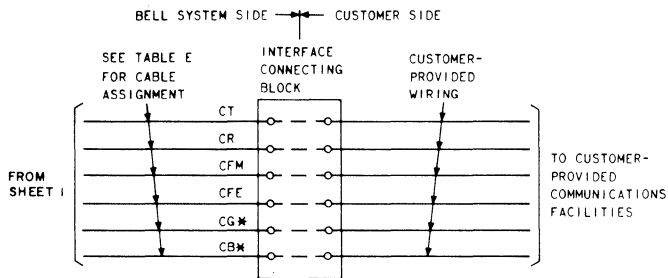 BELL SYSTEM SIDE
CUSTOMER SIDE
SEE TABLE E
FOR CABLE
ASSIGNMENT
INTERFACE
CONNECTING
BLOCK
CUSTOMER-
PROVIDED
WIRING
FROM
SHEET 1
CT
CR
CFM
CFE
CG*
CB*
TO CUSTOMER-
PROVIDED
COMMUNICATIONS
FACILITIES